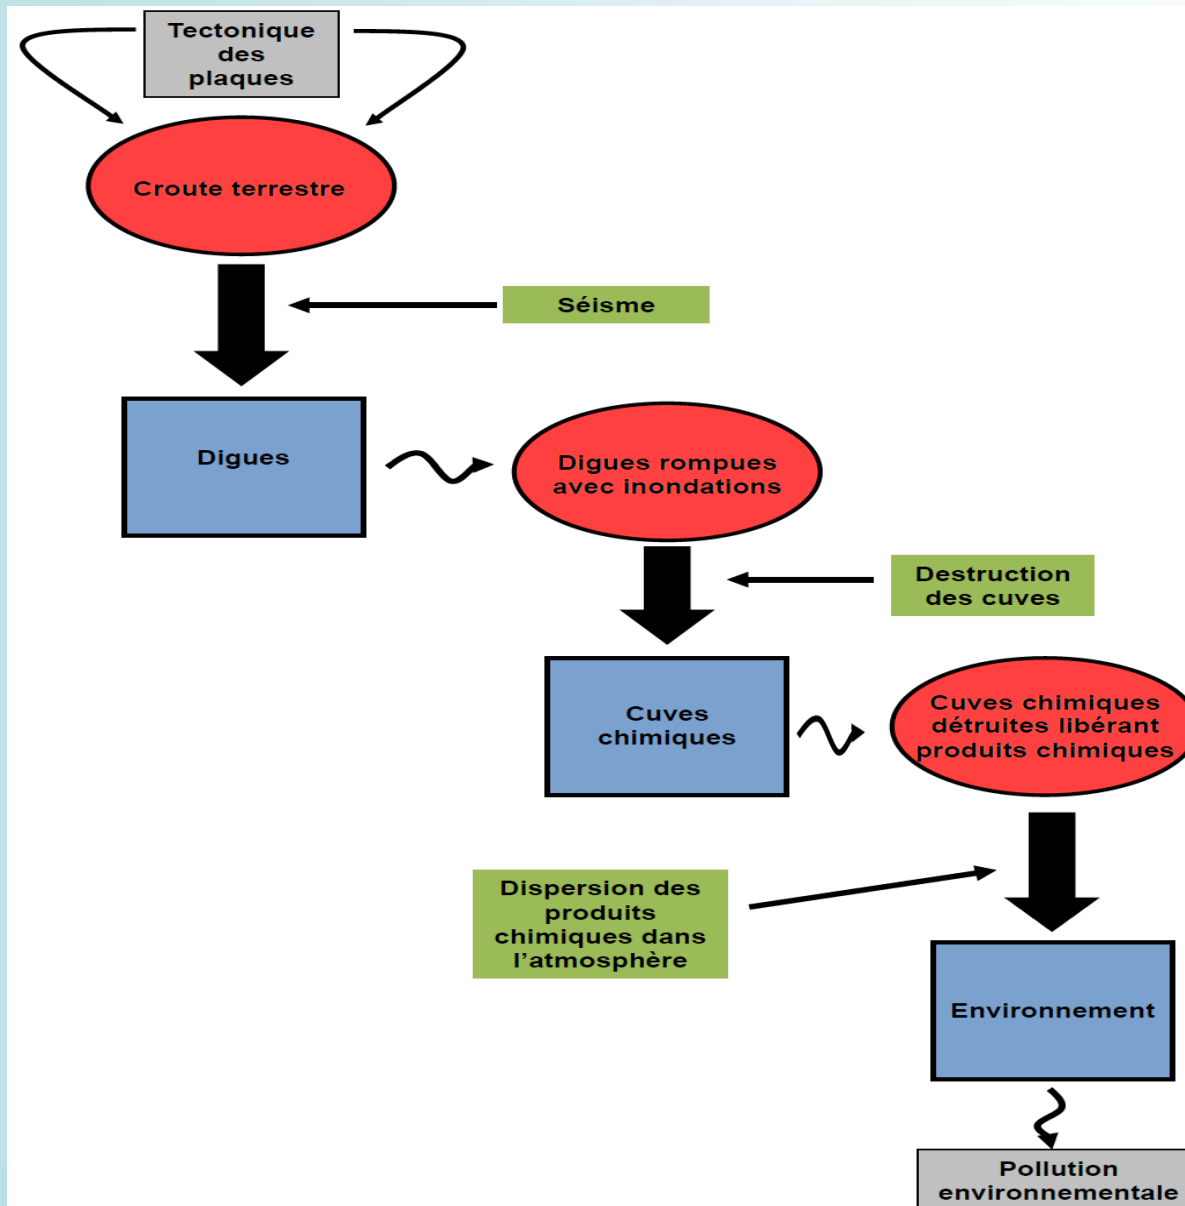 Tectonique
des
plaques
Croute terrestre
Séisme
Digues
Digues rompues
avec inondations
Destruction
des cuves
Cuves
chimiques
Cuves chimiques
détruites libérant
produits chimiques
Dispersion des
produits
chimiques dans
l’atmosphère
Environnement
Pollution
environnementale